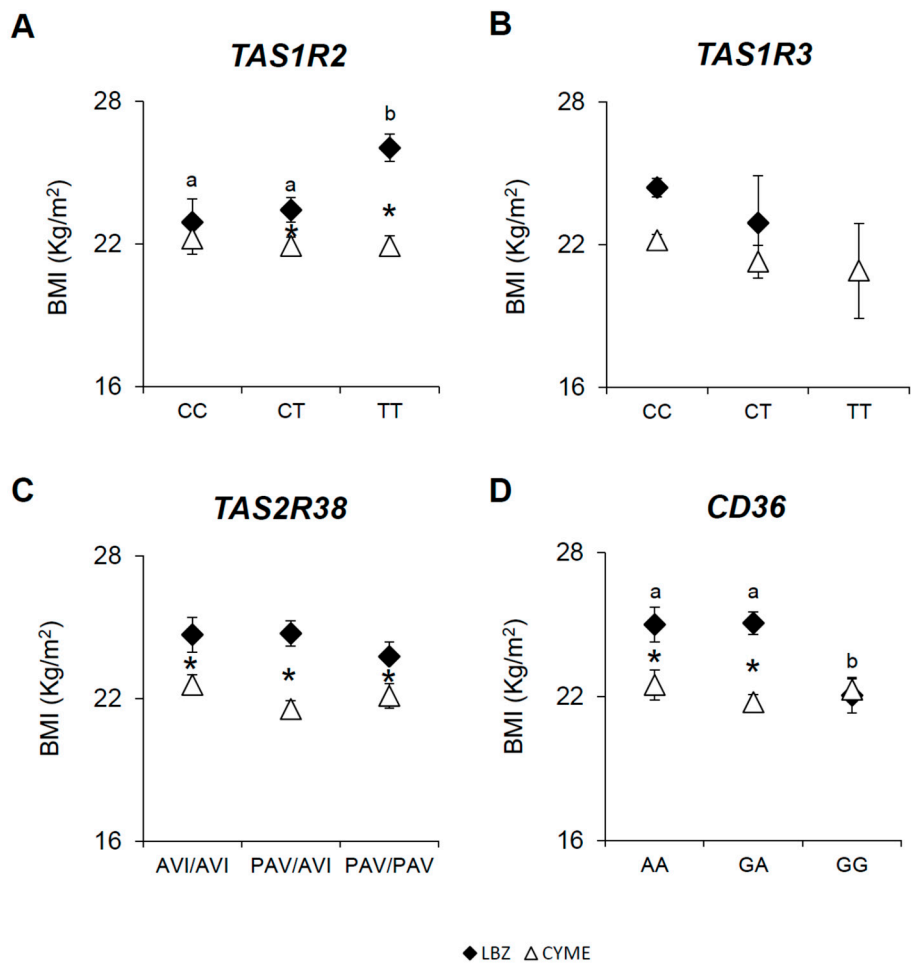 A
TAS1R2
BMI (Kg/m²)
28
22
16
a
a
b
*
*
CC
CT
TT
B
TAS1R3
BMI (Kg/m²)
28
22
16
CC
CT
TT
C
TAS2R38
BMI (Kg/m²)
28
22
16
*
*
*
AVI/AVI
PAV/AVI
PAV/PAV
D
CD36
BMI (Kg/m²)
28
22
16
a
a
b
*
*
AA
GA
GG
LBZ CYME